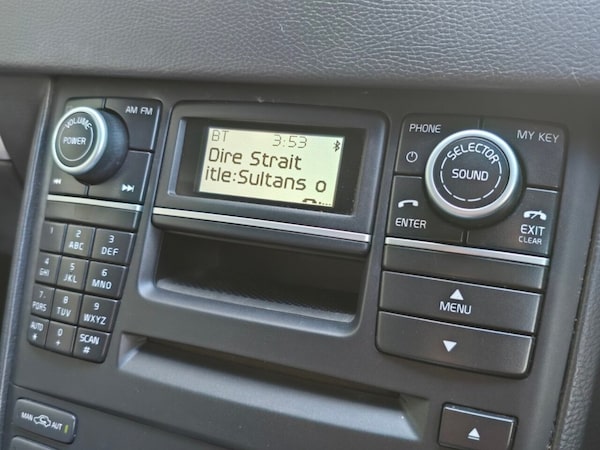 VOLUME
POWER
AM FM
BT 3:53
Dire Strait
itle:Sultans o
PHONE
MY KEY
SELECTOR
SOUND
ENTER
EXIT
CLEAR
MENU
1
2 ABC
3 DEF
4 GHI
5 JKL
6 MNO
7 PQRS
8 TUV
9 WXYZ
AUTO *
0 +
SCAN #
MAN AUT